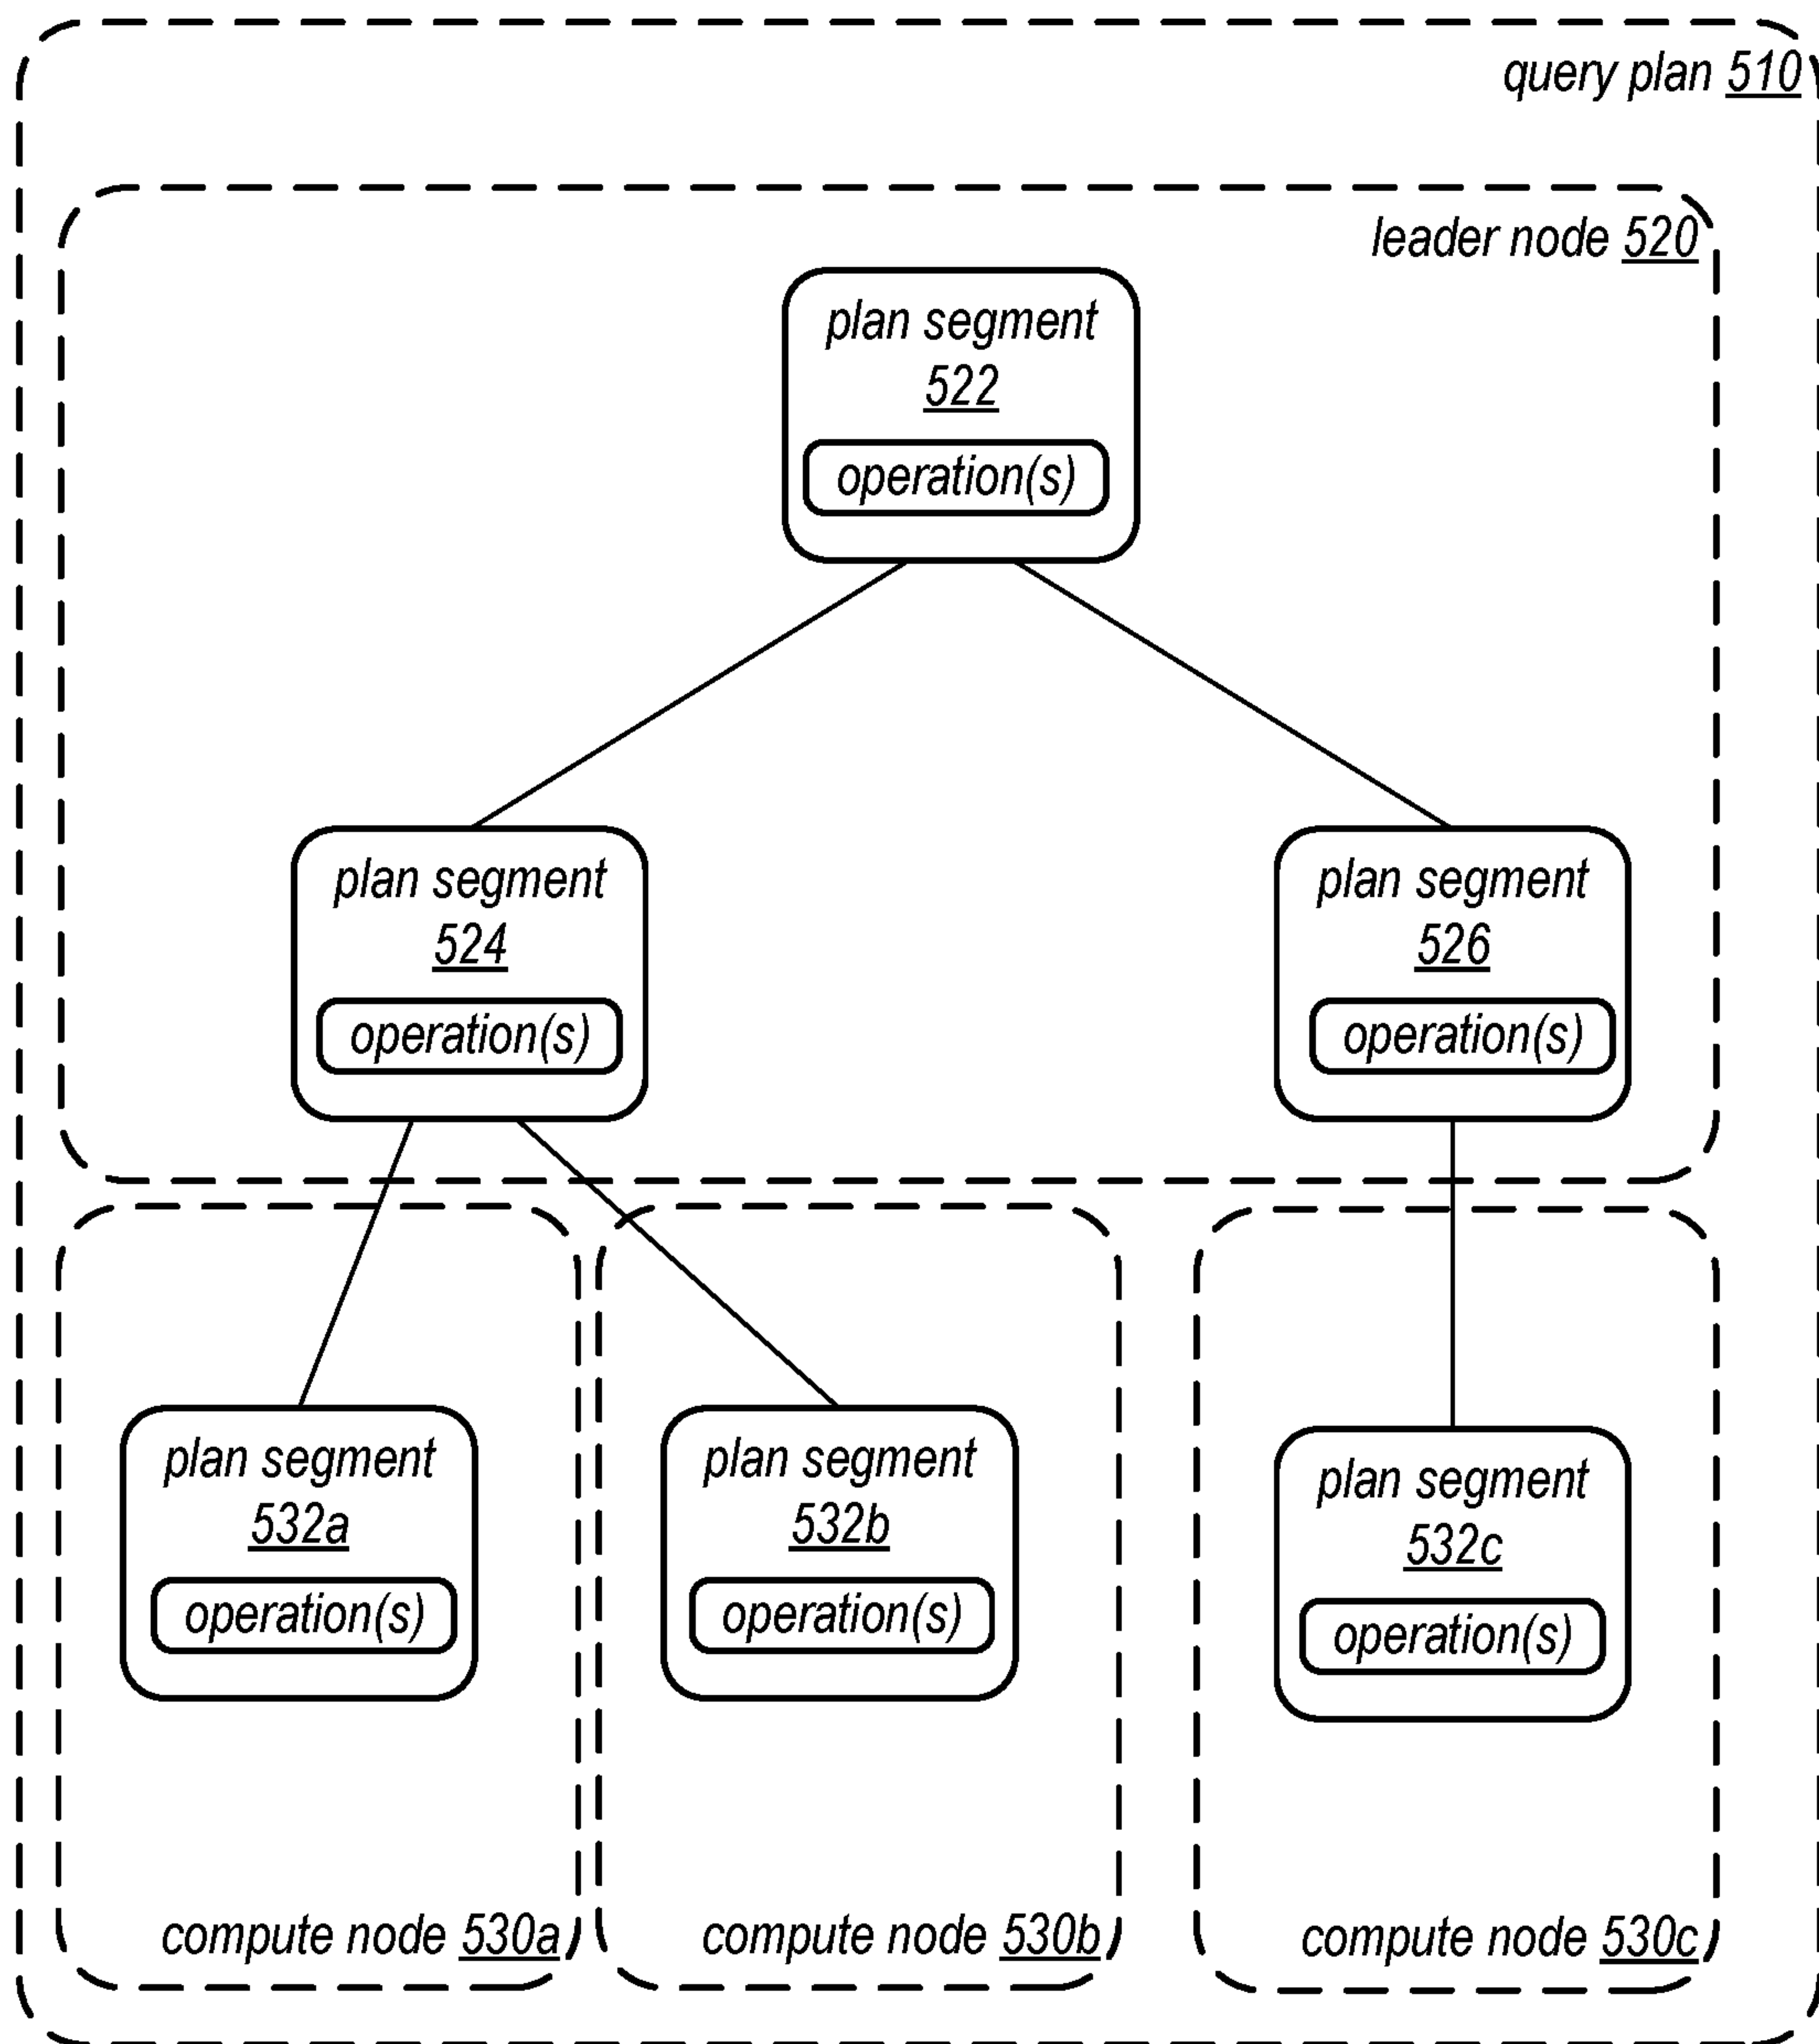 query plan 510
leader node 520
plan segment
522
operation(s)
plan segment
524
operation(s)
plan segment
526
operation(s)
plan segment
532a
operation(s)
plan segment
532b
operation(s)
plan segment
532c
operation(s)
compute node 530a
compute node 530b
compute node 530c